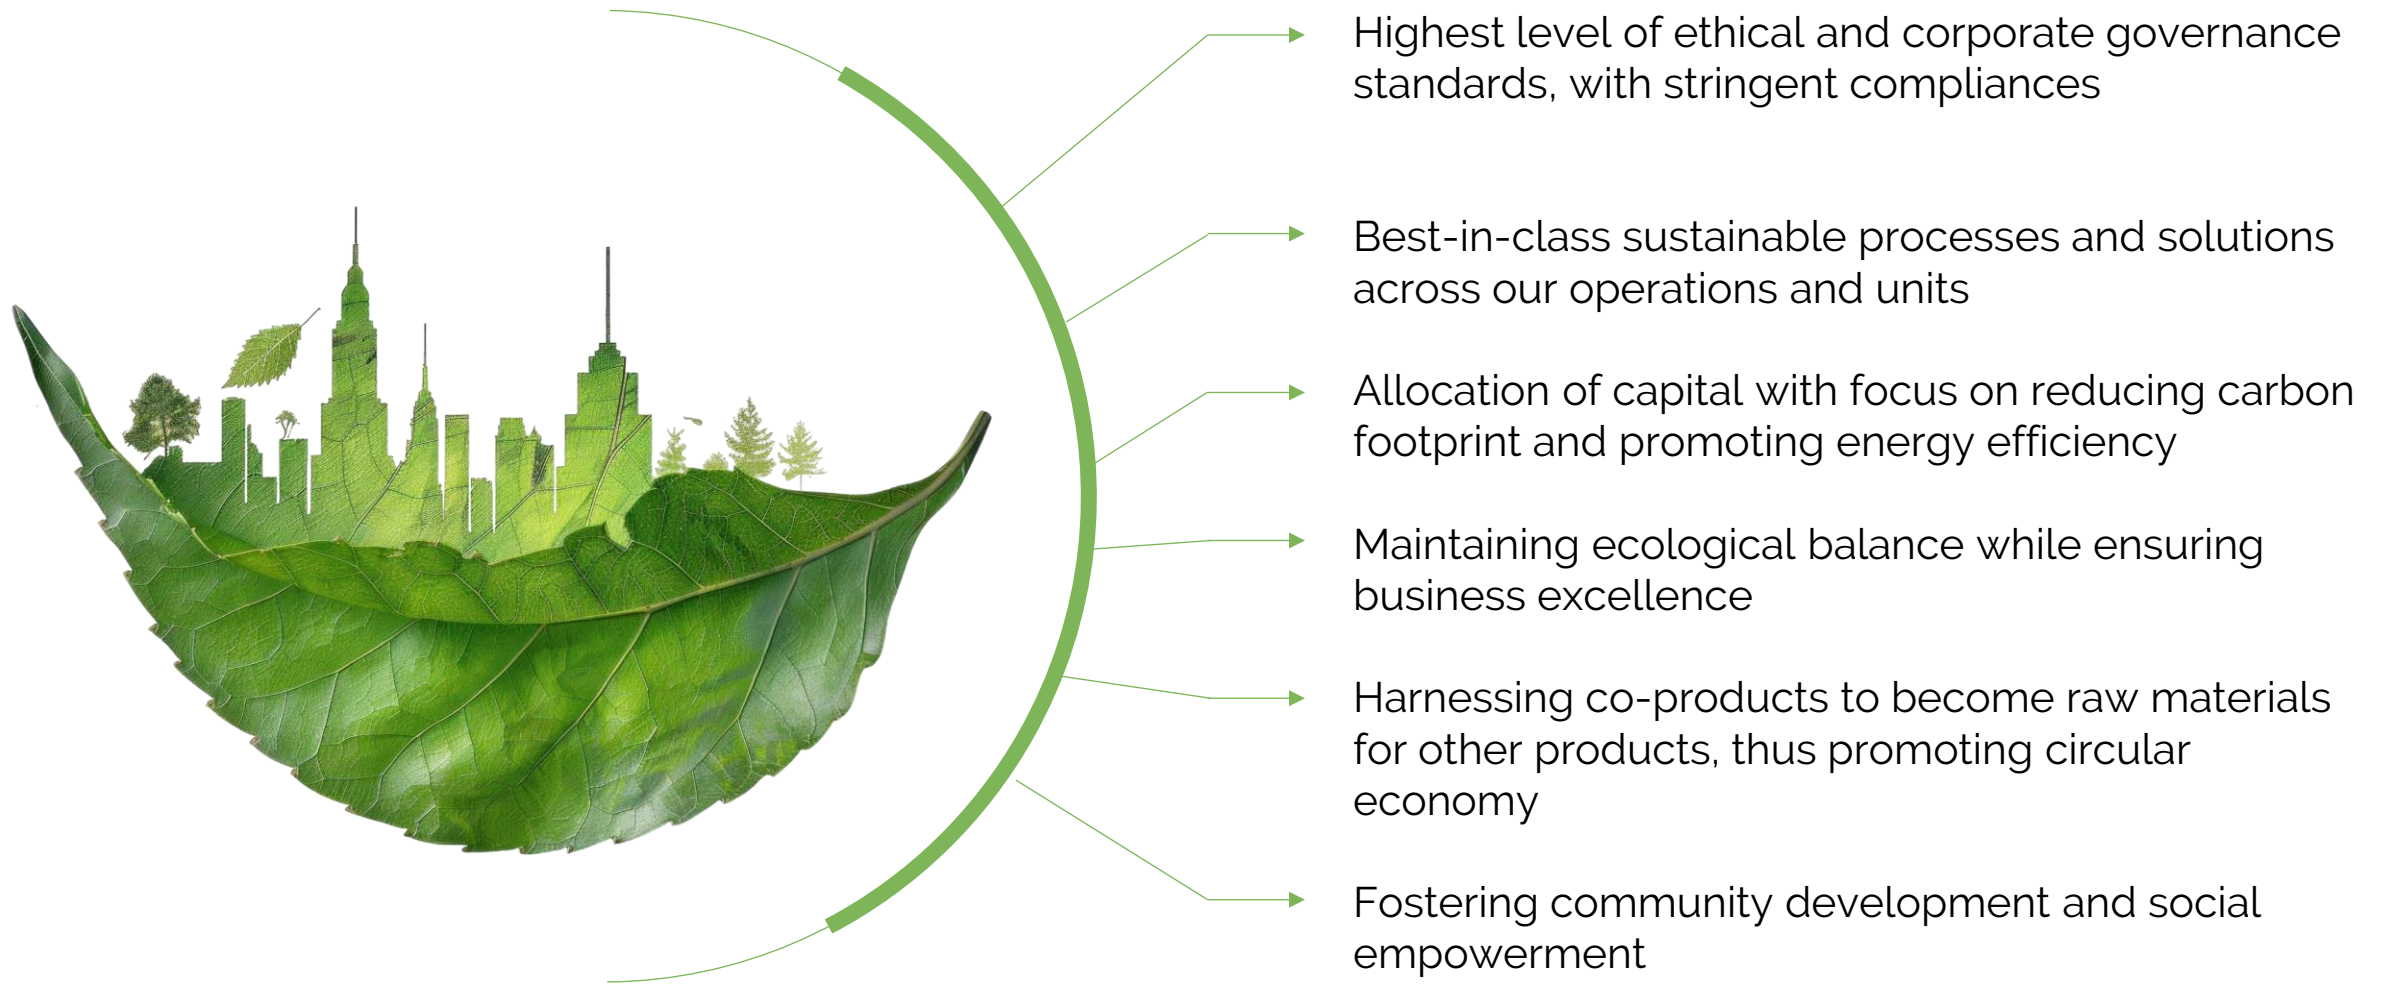 Highest level of ethical and corporate governance
standards, with stringent compliances
Best-in-class sustainable processes and solutions
across our operations and units
Allocation of capital with focus on reducing carbon
footprint and promoting energy efficiency
Maintaining ecological balance while ensuring
business excellence
Harnessing co-products to become raw materials
for other products, thus promoting circular
economy
Fostering community development and social
empowerment